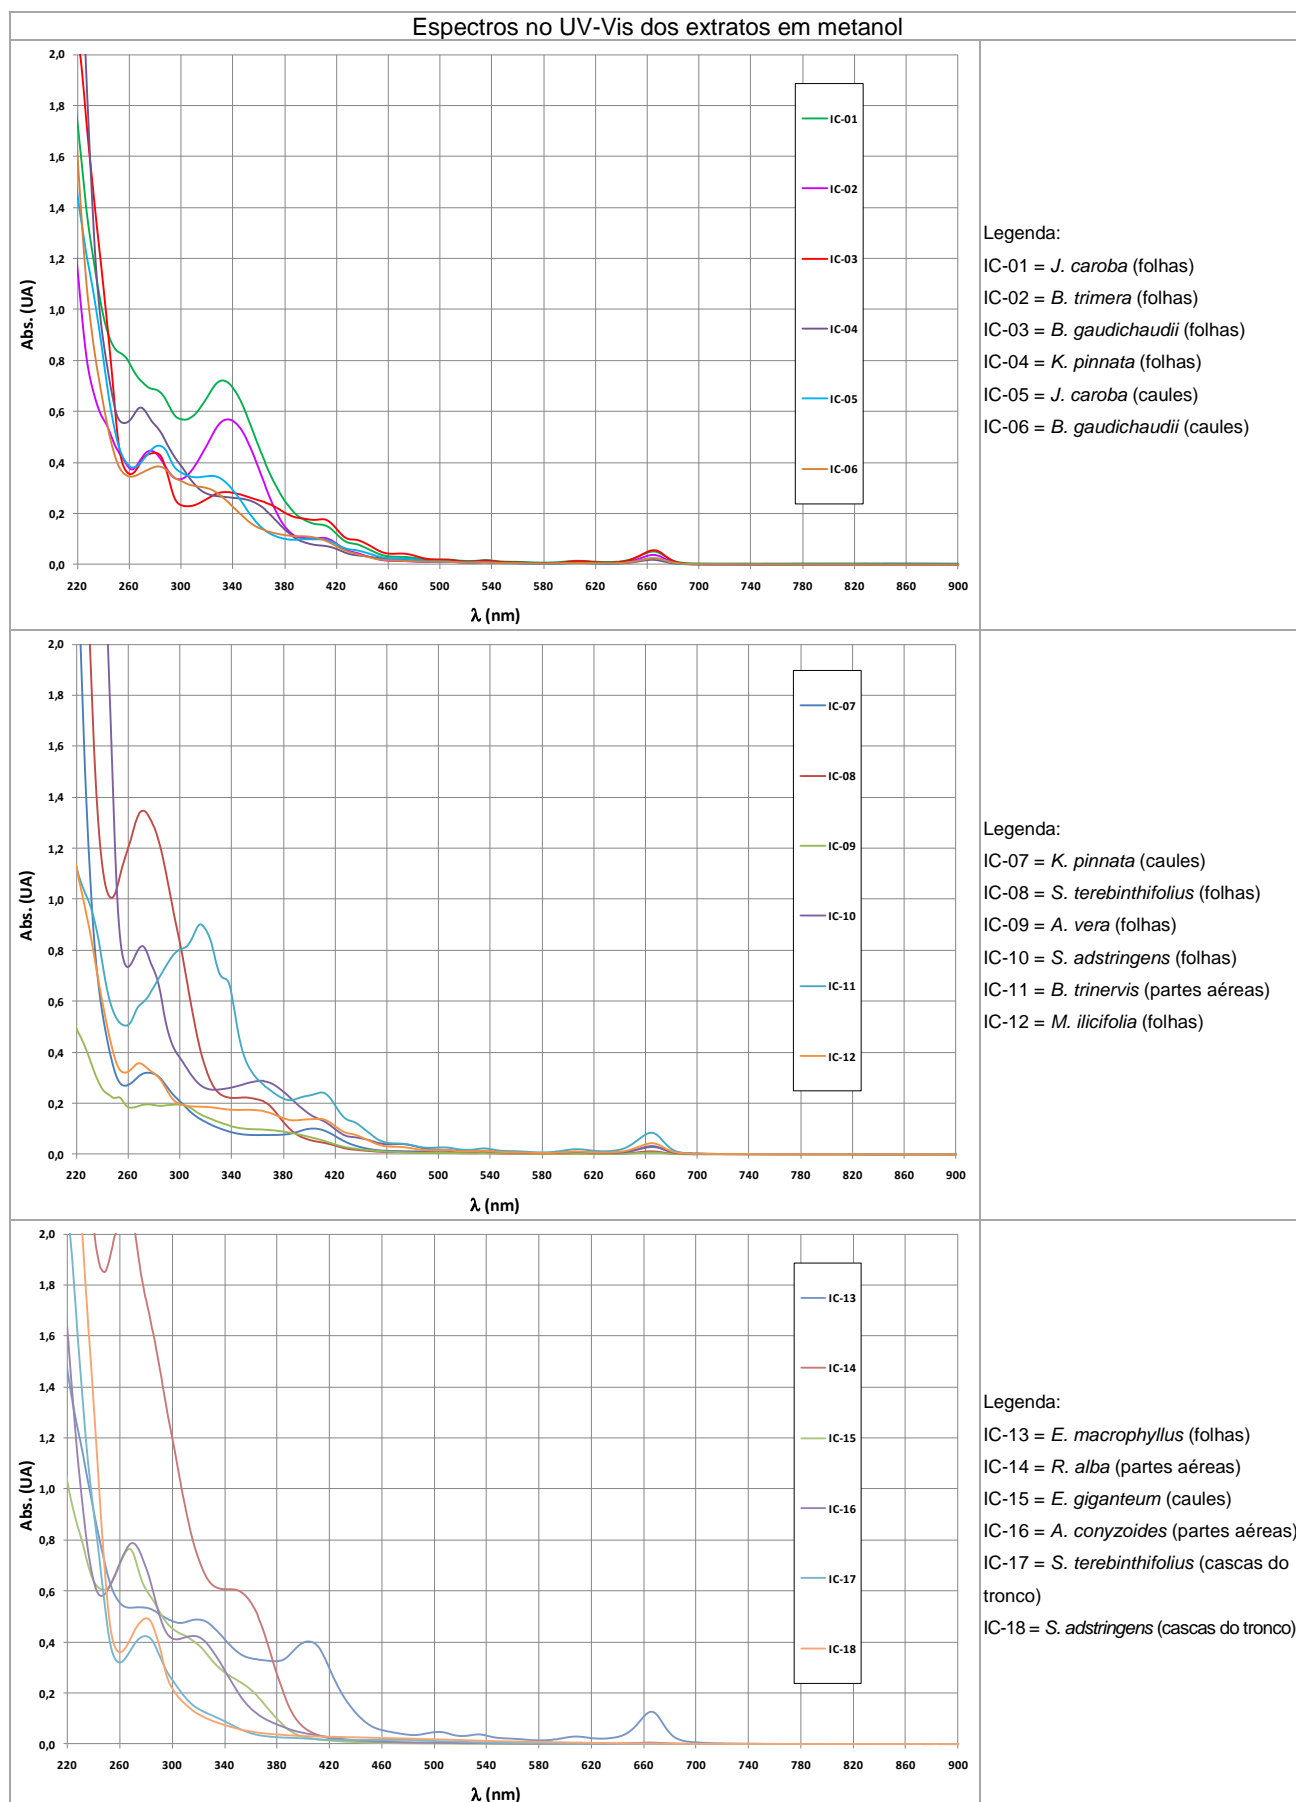 Espectros no UV-Vis dos extratos em metanol
2,0
1,8
1,6
1,4
1,2
1,0
0,8
0,6
0,4
0,2
0,0
Abs. (UA)
220 260 300 340 380 420 460 500 540 580 620 660 700 740 780 820 860 900
λ (nm)
IC-01
IC-02
IC-03
IC-04
IC-05
IC-06
Legenda:
IC-01 = J. caroba (folhas)
IC-02 = B. trimera (folhas)
IC-03 = B. gaudichaudii (folhas)
IC-04 = K. pinnata (folhas)
IC-05 = J. caroba (caules)
IC-06 = B. gaudichaudii (caules)
2,0
1,8
1,6
1,4
1,2
1,0
0,8
0,6
0,4
0,2
0,0
Abs. (UA)
220 260 300 340 380 420 460 500 540 580 620 660 700 740 780 820 860 900
λ (nm)
IC-07
IC-08
IC-09
IC-10
IC-11
IC-12
Legenda:
IC-07 = K. pinnata (caules)
IC-08 = S. terebinthifolius (folhas)
IC-09 = A. vera (folhas)
IC-10 = S. adstringens (folhas)
IC-11 = B. trinervis (partes aéreas)
IC-12 = M. ilicifolia (folhas)
2,0
1,8
1,6
1,4
1,2
1,0
0,8
0,6
0,4
0,2
0,0
Abs. (UA)
220 260 300 340 380 420 460 500 540 580 620 660 700 740 780 820 860 900
λ (nm)
IC-13
IC-14
IC-15
IC-16
IC-17
IC-18
Legenda:
IC-13 = E. macrophyllus (folhas)
IC-14 = R. alba (partes aéreas)
IC-15 = E. giganteum (caules)
IC-16 = A. conyzoides (partes aéreas)
IC-17 = S. terebinthifolius (cascas do
tronco)
IC-18 = S. adstringens (cascas do tronco)